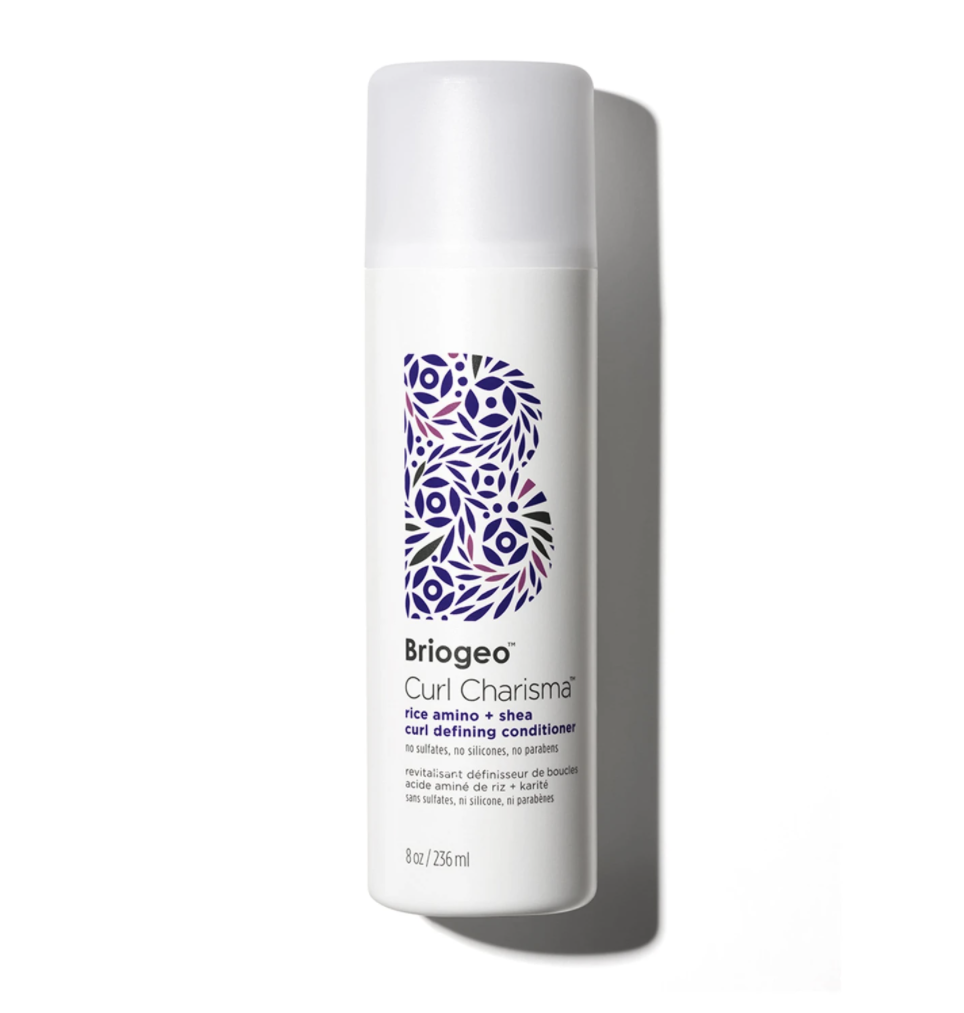 Briogeo™
Curl Charisma™
rice amino + shea
curl defining conditioner
no sulfates, no silicones, no parabens
revitalisant définisseur de boucles
acide aminé de riz + karité
sans sulfates, ni silicone, ni parabènes
8 oz / 236 ml